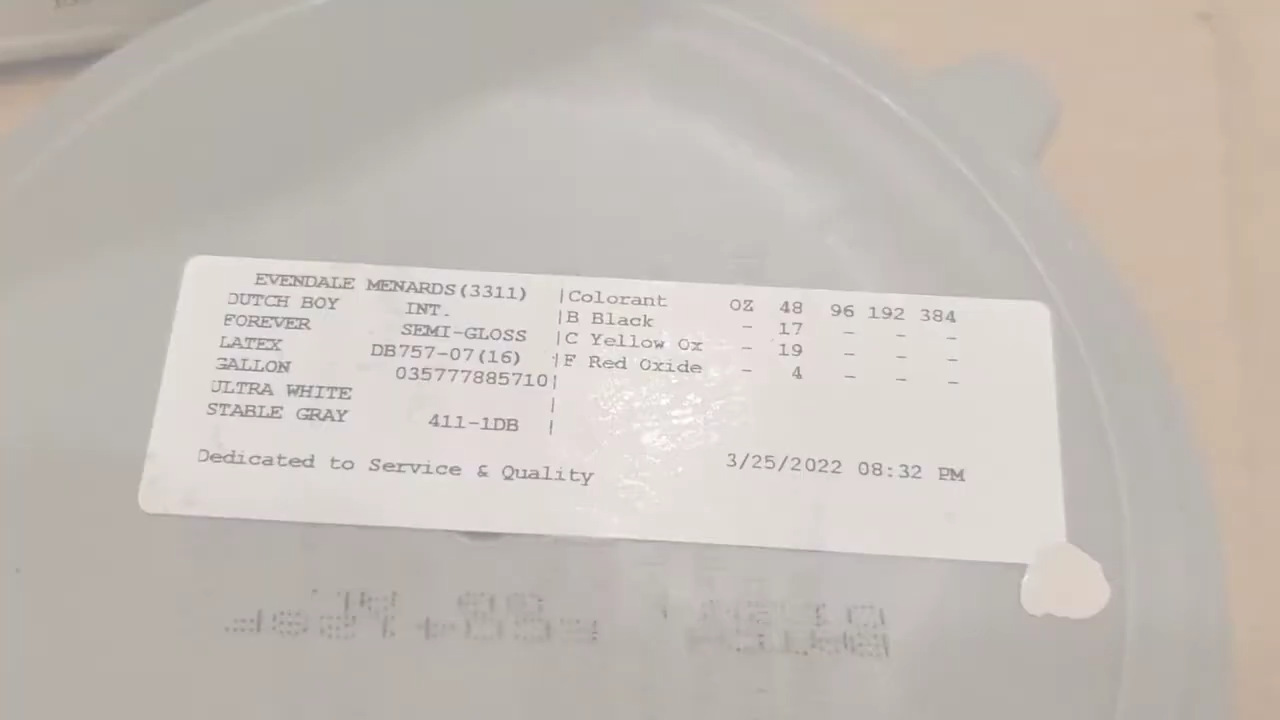 EVENDALE MENARDS(3311) |Colorant OZ 48 96 192 384
DUTCH BOY INT. |B Black - 17 - - -
FOREVER SEMI-GLOSS |C Yellow Ox - 19 - - -
LATEX DB757-07(16) |F Red Oxide - 4 - - -
GALLON 035777885710|
ULTRA WHITE |
STABLE GRAY 411-1DB |
Dedicated to Service & Quality 3/25/2022 08:32 PM